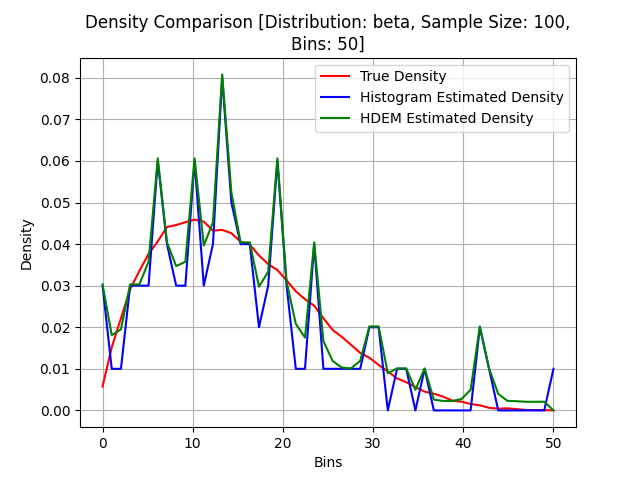 Density Comparison [Distribution: beta, Sample Size: 100,
Bins: 50]
True Density
Histogram Estimated Density
HDEM Estimated Density
Density
0.08
0.07
0.06
0.05
0.04
0.03
0.02
0.01
0.00
0 10 20 30 40 50
Bins